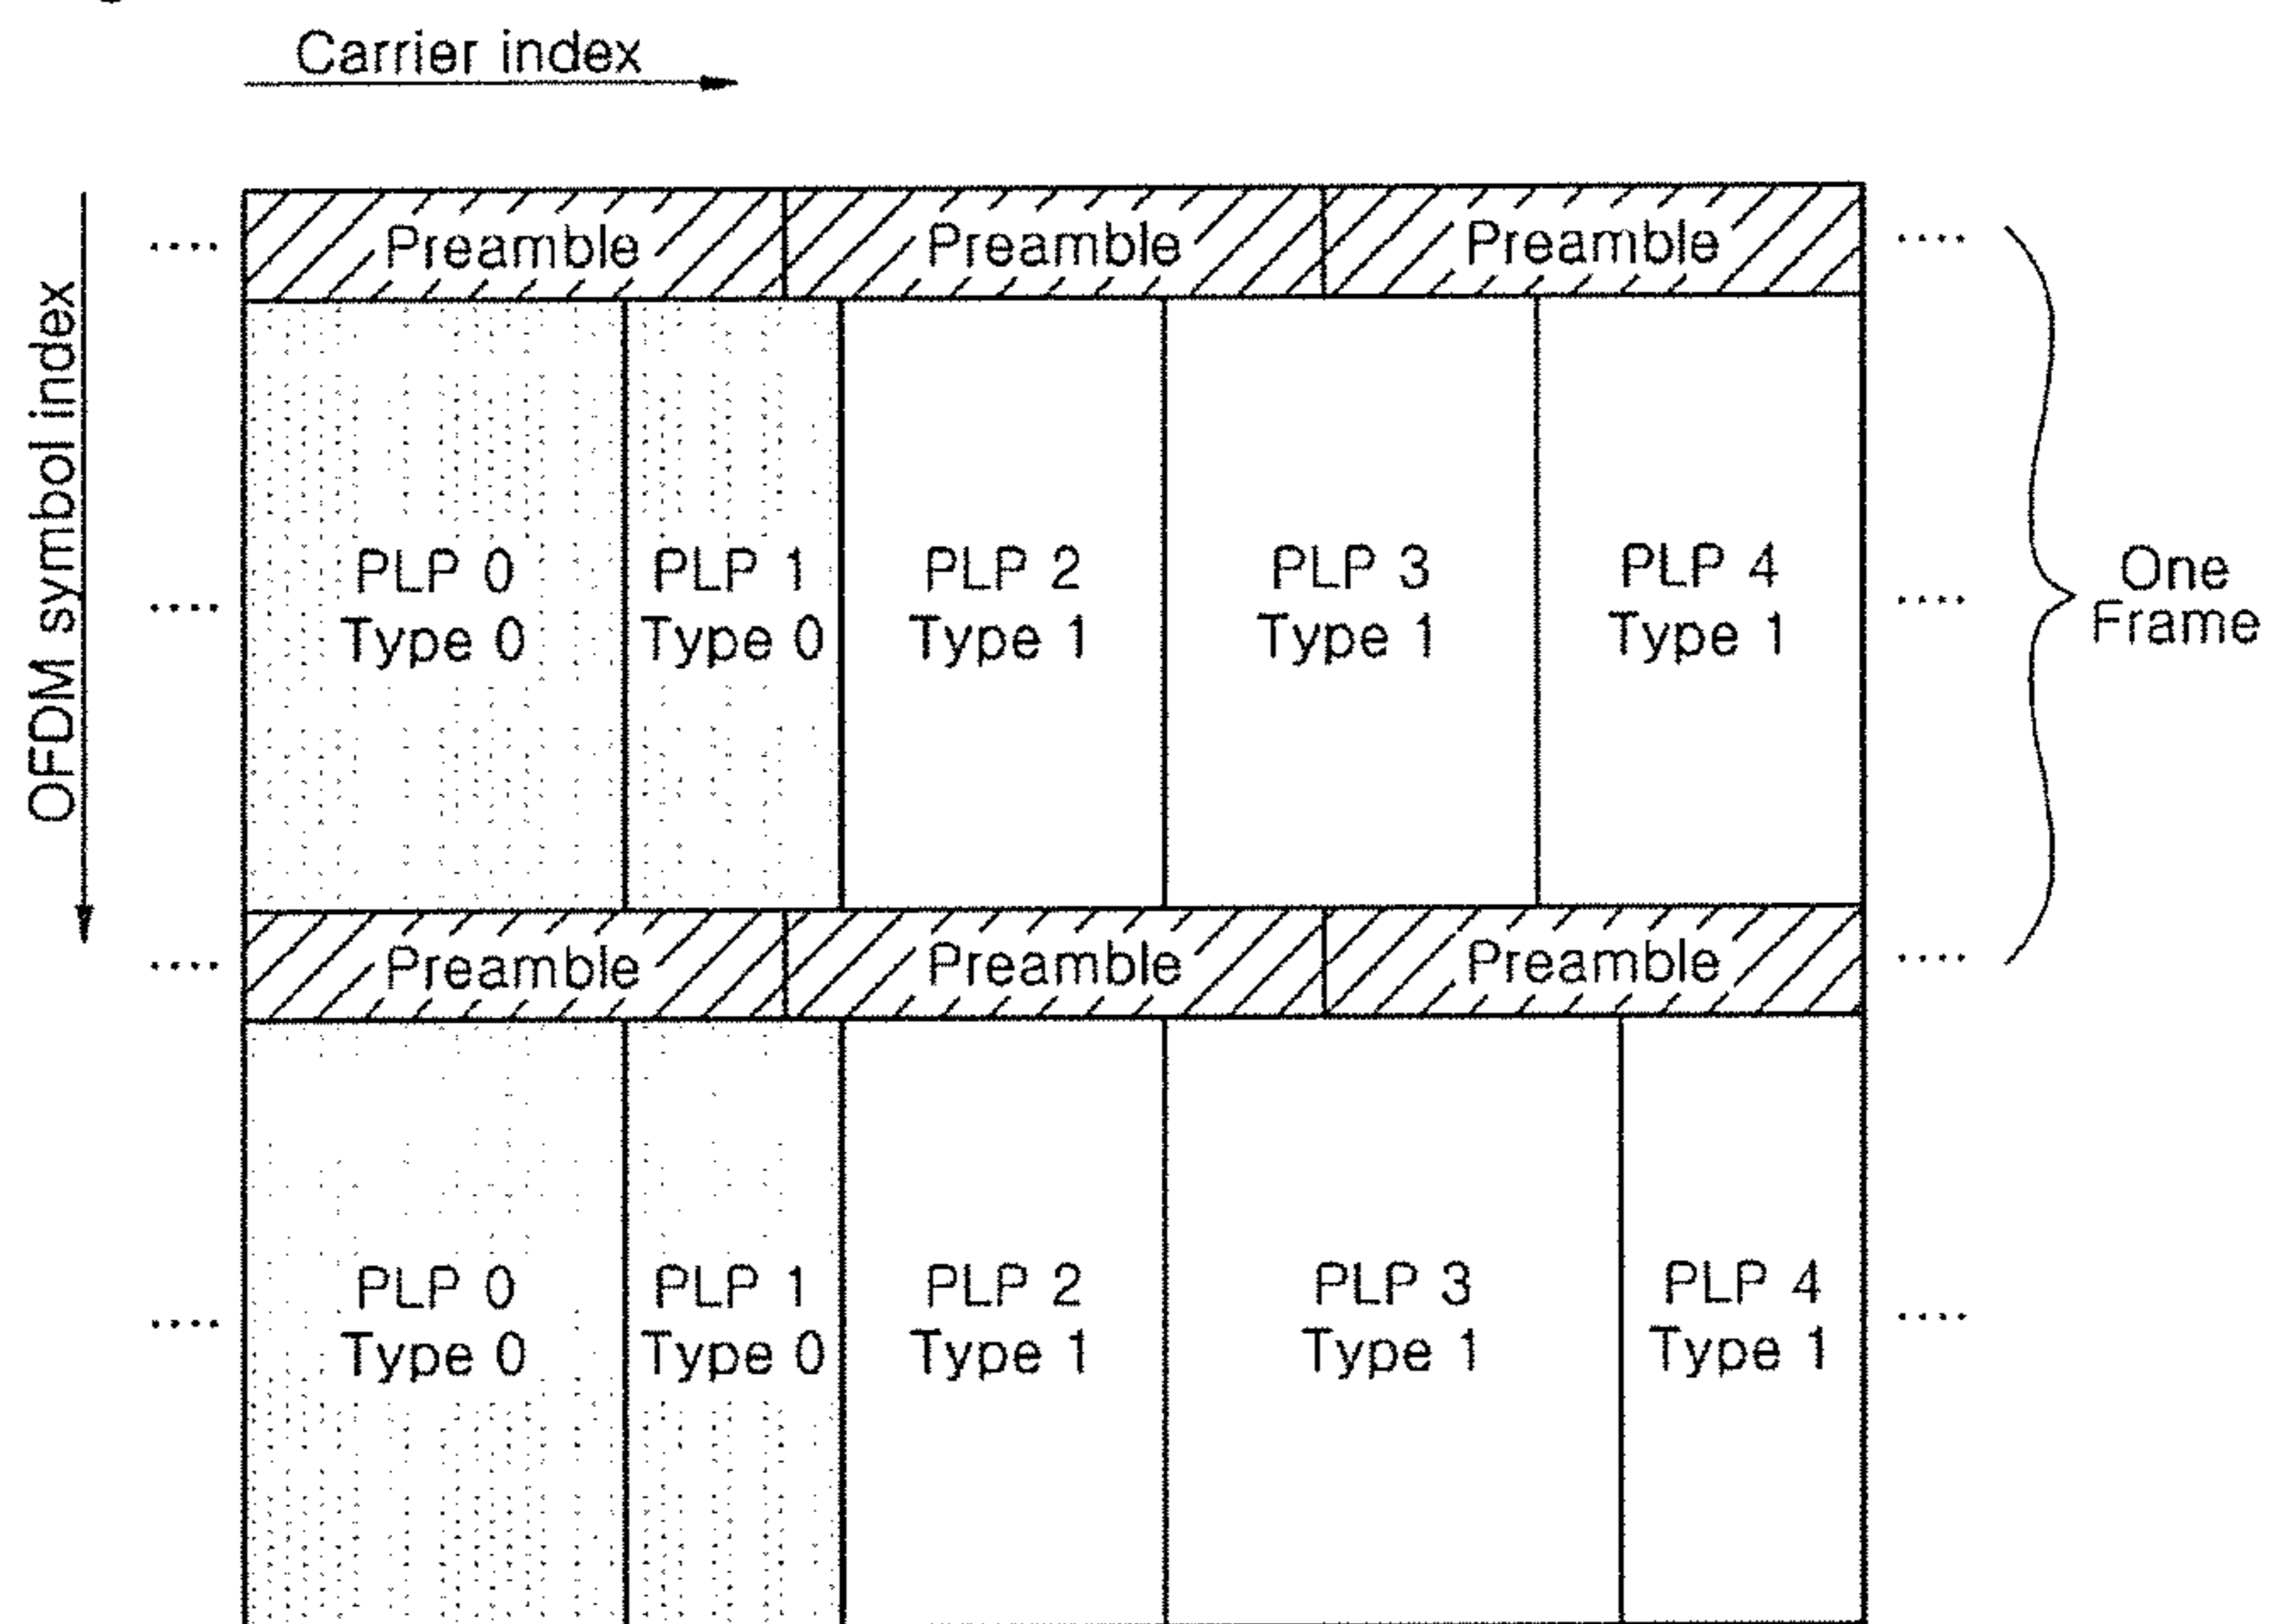 Carrier index
OFDM symbol index
.... Preamble Preamble Preamble ....
.... PLP 0 PLP 1 PLP 2 PLP 3 PLP 4 ....
Type 0 Type 0 Type 1 Type 1 Type 1
One
Frame
.... Preamble Preamble Preamble ....
.... PLP 0 PLP 1 PLP 2 PLP 3 PLP 4 ....
Type 0 Type 0 Type 1 Type 1 Type 1